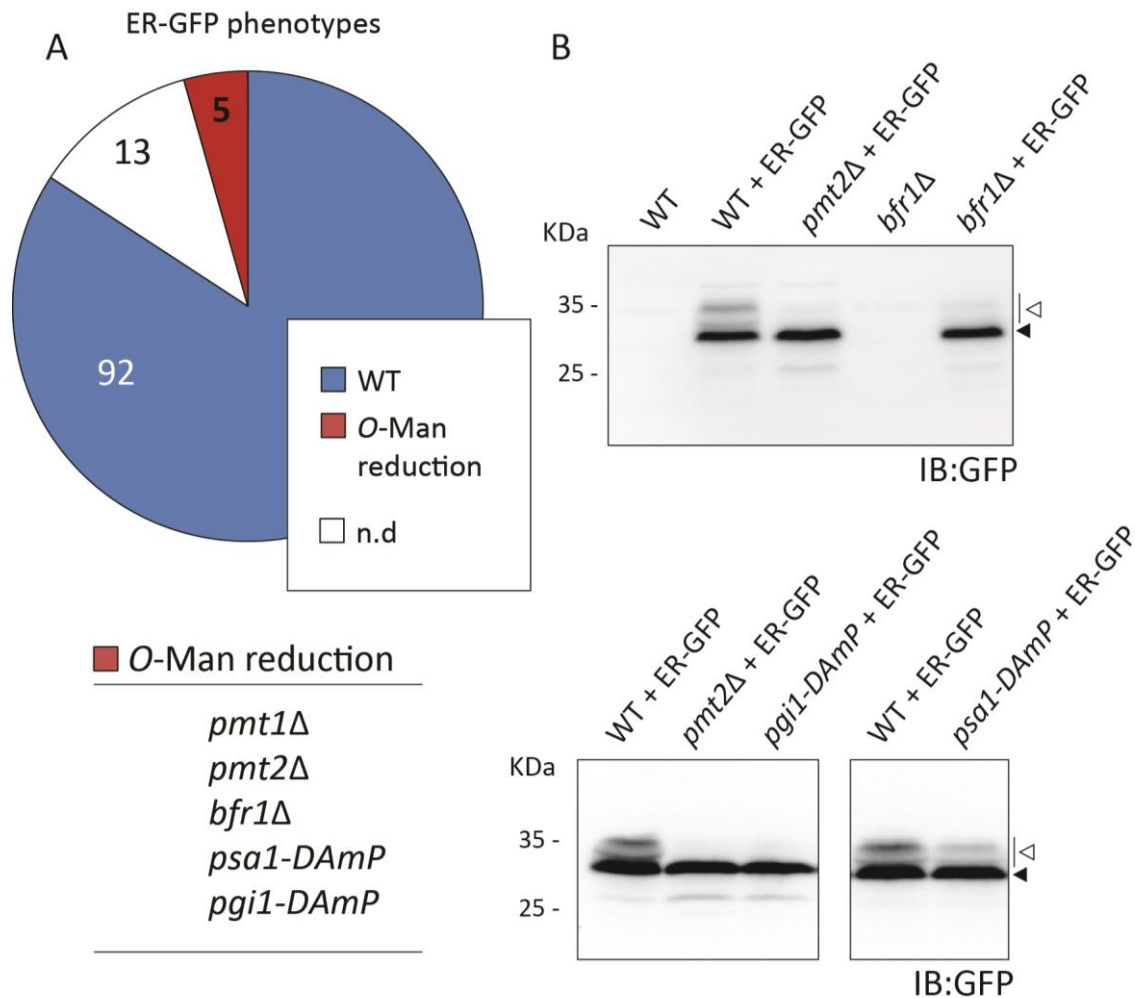 A
ER-GFP phenotypes
5
13
92
WT
O-Man
reduction
n.d
O-Man reduction
pmt1Δ
pmt2Δ
bfr1Δ
psa1-DAmP
pgi1-DAmP
B
WT
WT + ER-GFP
pmt2Δ + ER-GFP
bfr1Δ
bfr1Δ + ER-GFP
KDa
35 -
25 -
IB:GFP
WT + ER-GFP
pmt2Δ + ER-GFP
pgi1-DAmP + ER-GFP
WT + ER-GFP
psa1-DAmP + ER-GFP
KDa
35 -
25 -
IB:GFP